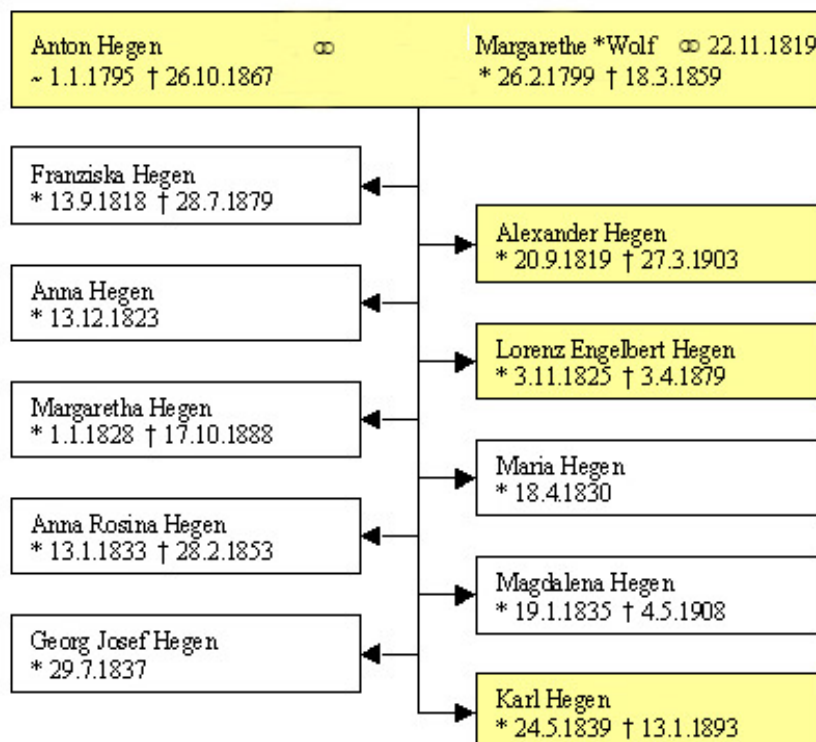 Anton Hegen ⚭ Margarethe *Wolf ⚭ 22.11.1819
~ 1.1.1795 † 26.10.1867 * 26.2.1799 † 18.3.1859
Franziska Hegen
* 13.9.1818 † 28.7.1879
Alexander Hegen
* 20.9.1819 † 27.3.1903
Anna Hegen
* 13.12.1823
Lorenz Engelbert Hegen
* 3.11.1825 † 3.4.1879
Margaretha Hegen
* 1.1.1828 † 17.10.1888
Maria Hegen
* 18.4.1830
Anna Rosina Hegen
* 13.1.1833 † 28.2.1853
Magdalena Hegen
* 19.1.1835 † 4.5.1908
Georg Josef Hegen
* 29.7.1837
Karl Hegen
* 24.5.1839 † 13.1.1893